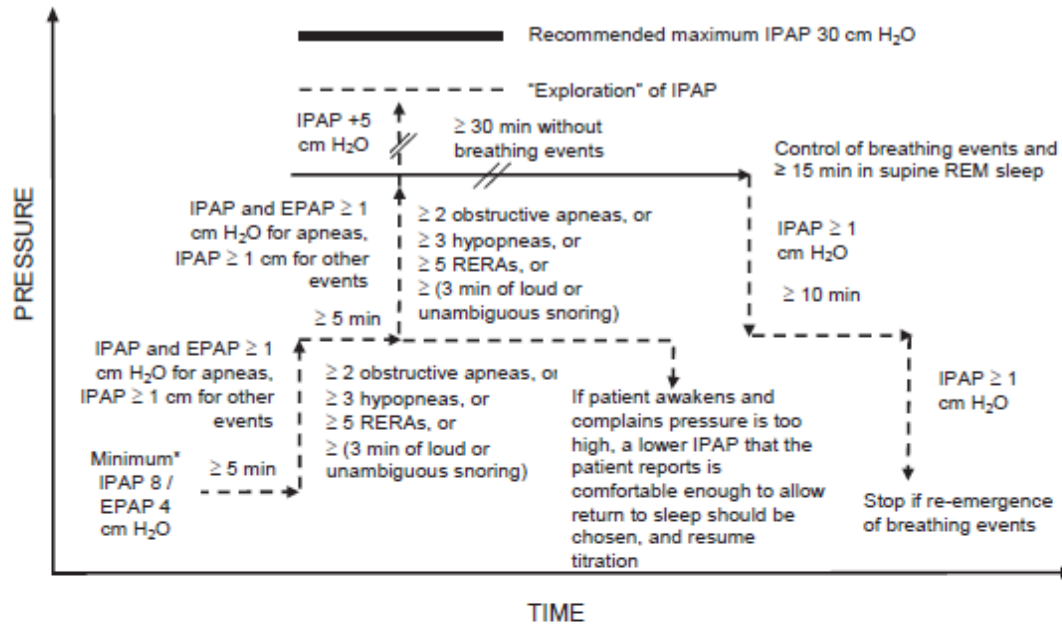 Recommended maximum IPAP 30 cm H₂O
"Exploration" of IPAP
IPAP +5
cm H₂O
≥ 30 min without
breathing events
Control of breathing events and
≥ 15 min in supine REM sleep
IPAP and EPAP ≥ 1
cm H₂O for apneas,
IPAP ≥ 1 cm for other
events
≥ 2 obstructive apneas, or
≥ 3 hypopneas, or
≥ 5 RERAs, or
≥ (3 min of loud or
unambiguous snoring)
IPAP ≥ 1
cm H₂O
≥ 10 min
≥ 5 min
IPAP and EPAP ≥ 1
cm H₂O for apneas,
IPAP ≥ 1 cm for other
events
≥ 2 obstructive apneas, or
≥ 3 hypopneas, or
≥ 5 RERAs, or
≥ (3 min of loud or
unambiguous snoring)
If patient awakens and
complains pressure is too
high, a lower IPAP that the
patient reports is
comfortable enough to allow
return to sleep should be
chosen, and resume
titration
IPAP ≥ 1
cm H₂O
Minimum*
IPAP 8 /
EPAP 4
cm H₂O
≥ 5 min
Stop if re-emergence
of breathing events
PRESSURE
TIME